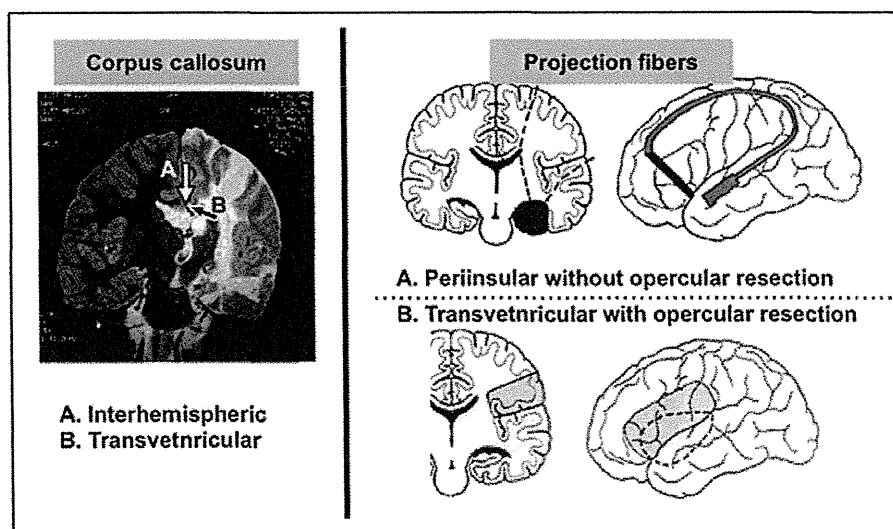 Corpus callosum
A
B
A. Interhemispheric
B. Transvetnricular
Projection fibers
A. Periinsular without opercular resection
B. Transvetnricular with opercular resection